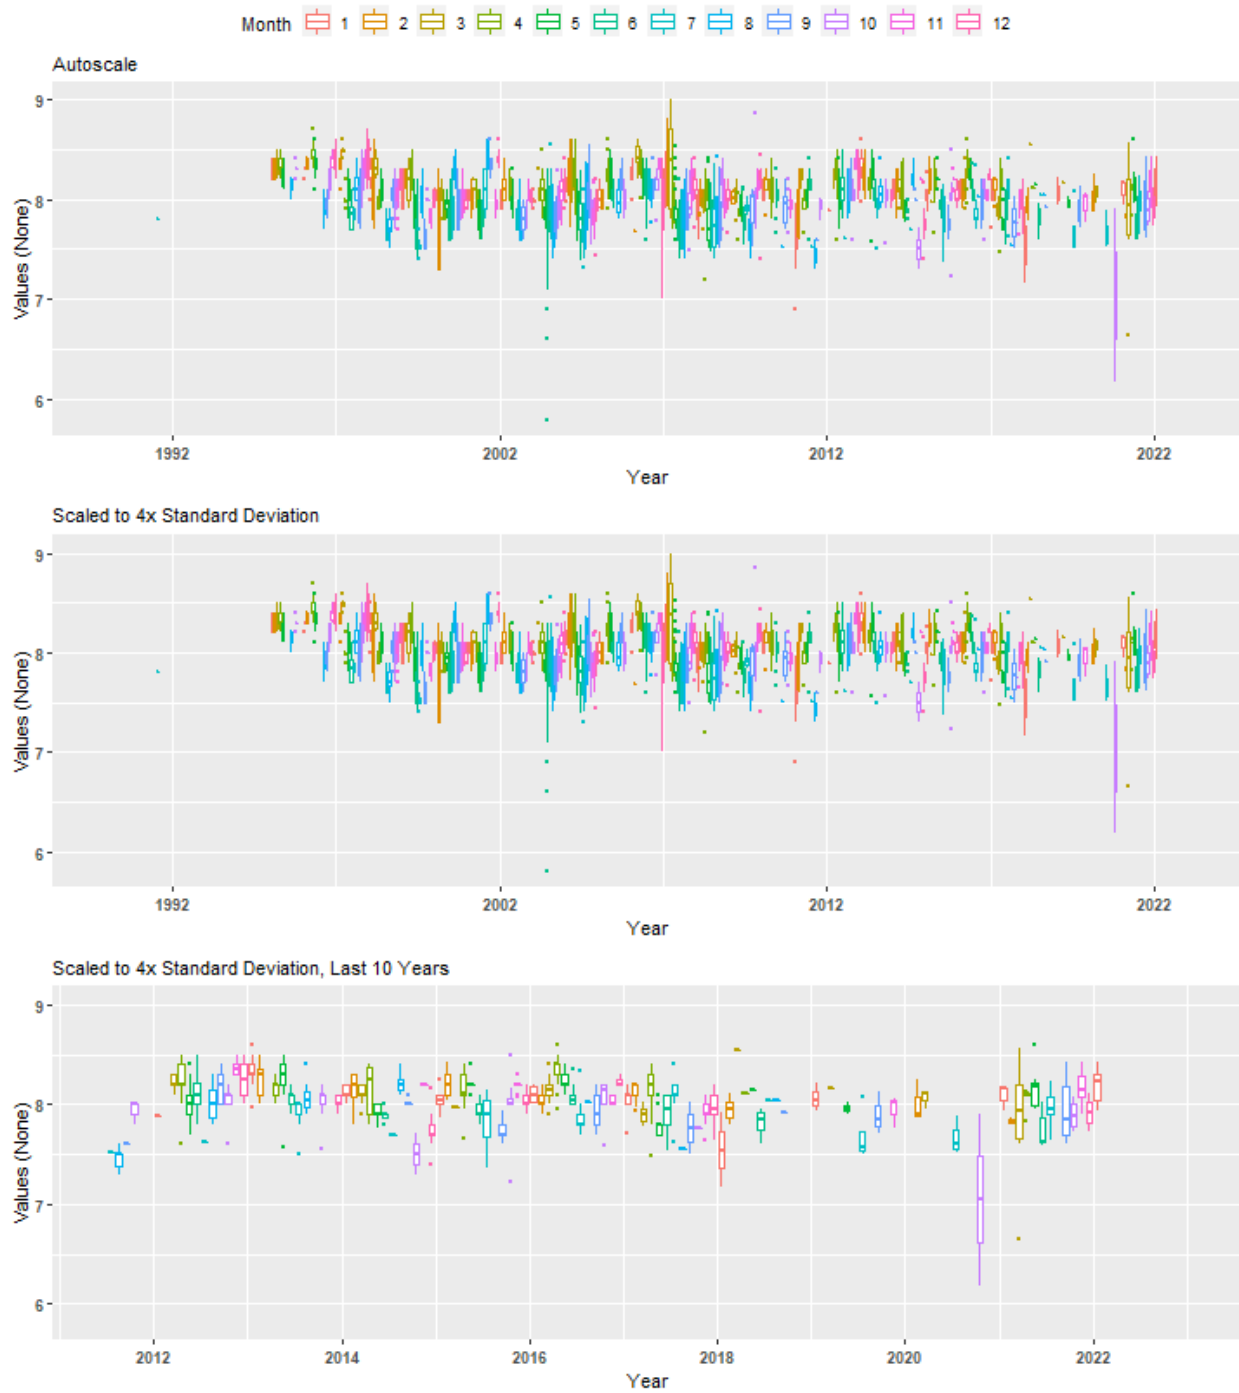 Month 1 2 3 4 5 6 7 8 9 10 11 12
Autoscale
9
8
7
6
Values (None)
1992 2002 2012 2022
Year
Scaled to 4x Standard Deviation
9
8
7
6
Values (None)
1992 2002 2012 2022
Year
Scaled to 4x Standard Deviation, Last 10 Years
9
8
7
6
Values (None)
2012 2014 2016 2018 2020 2022
Year